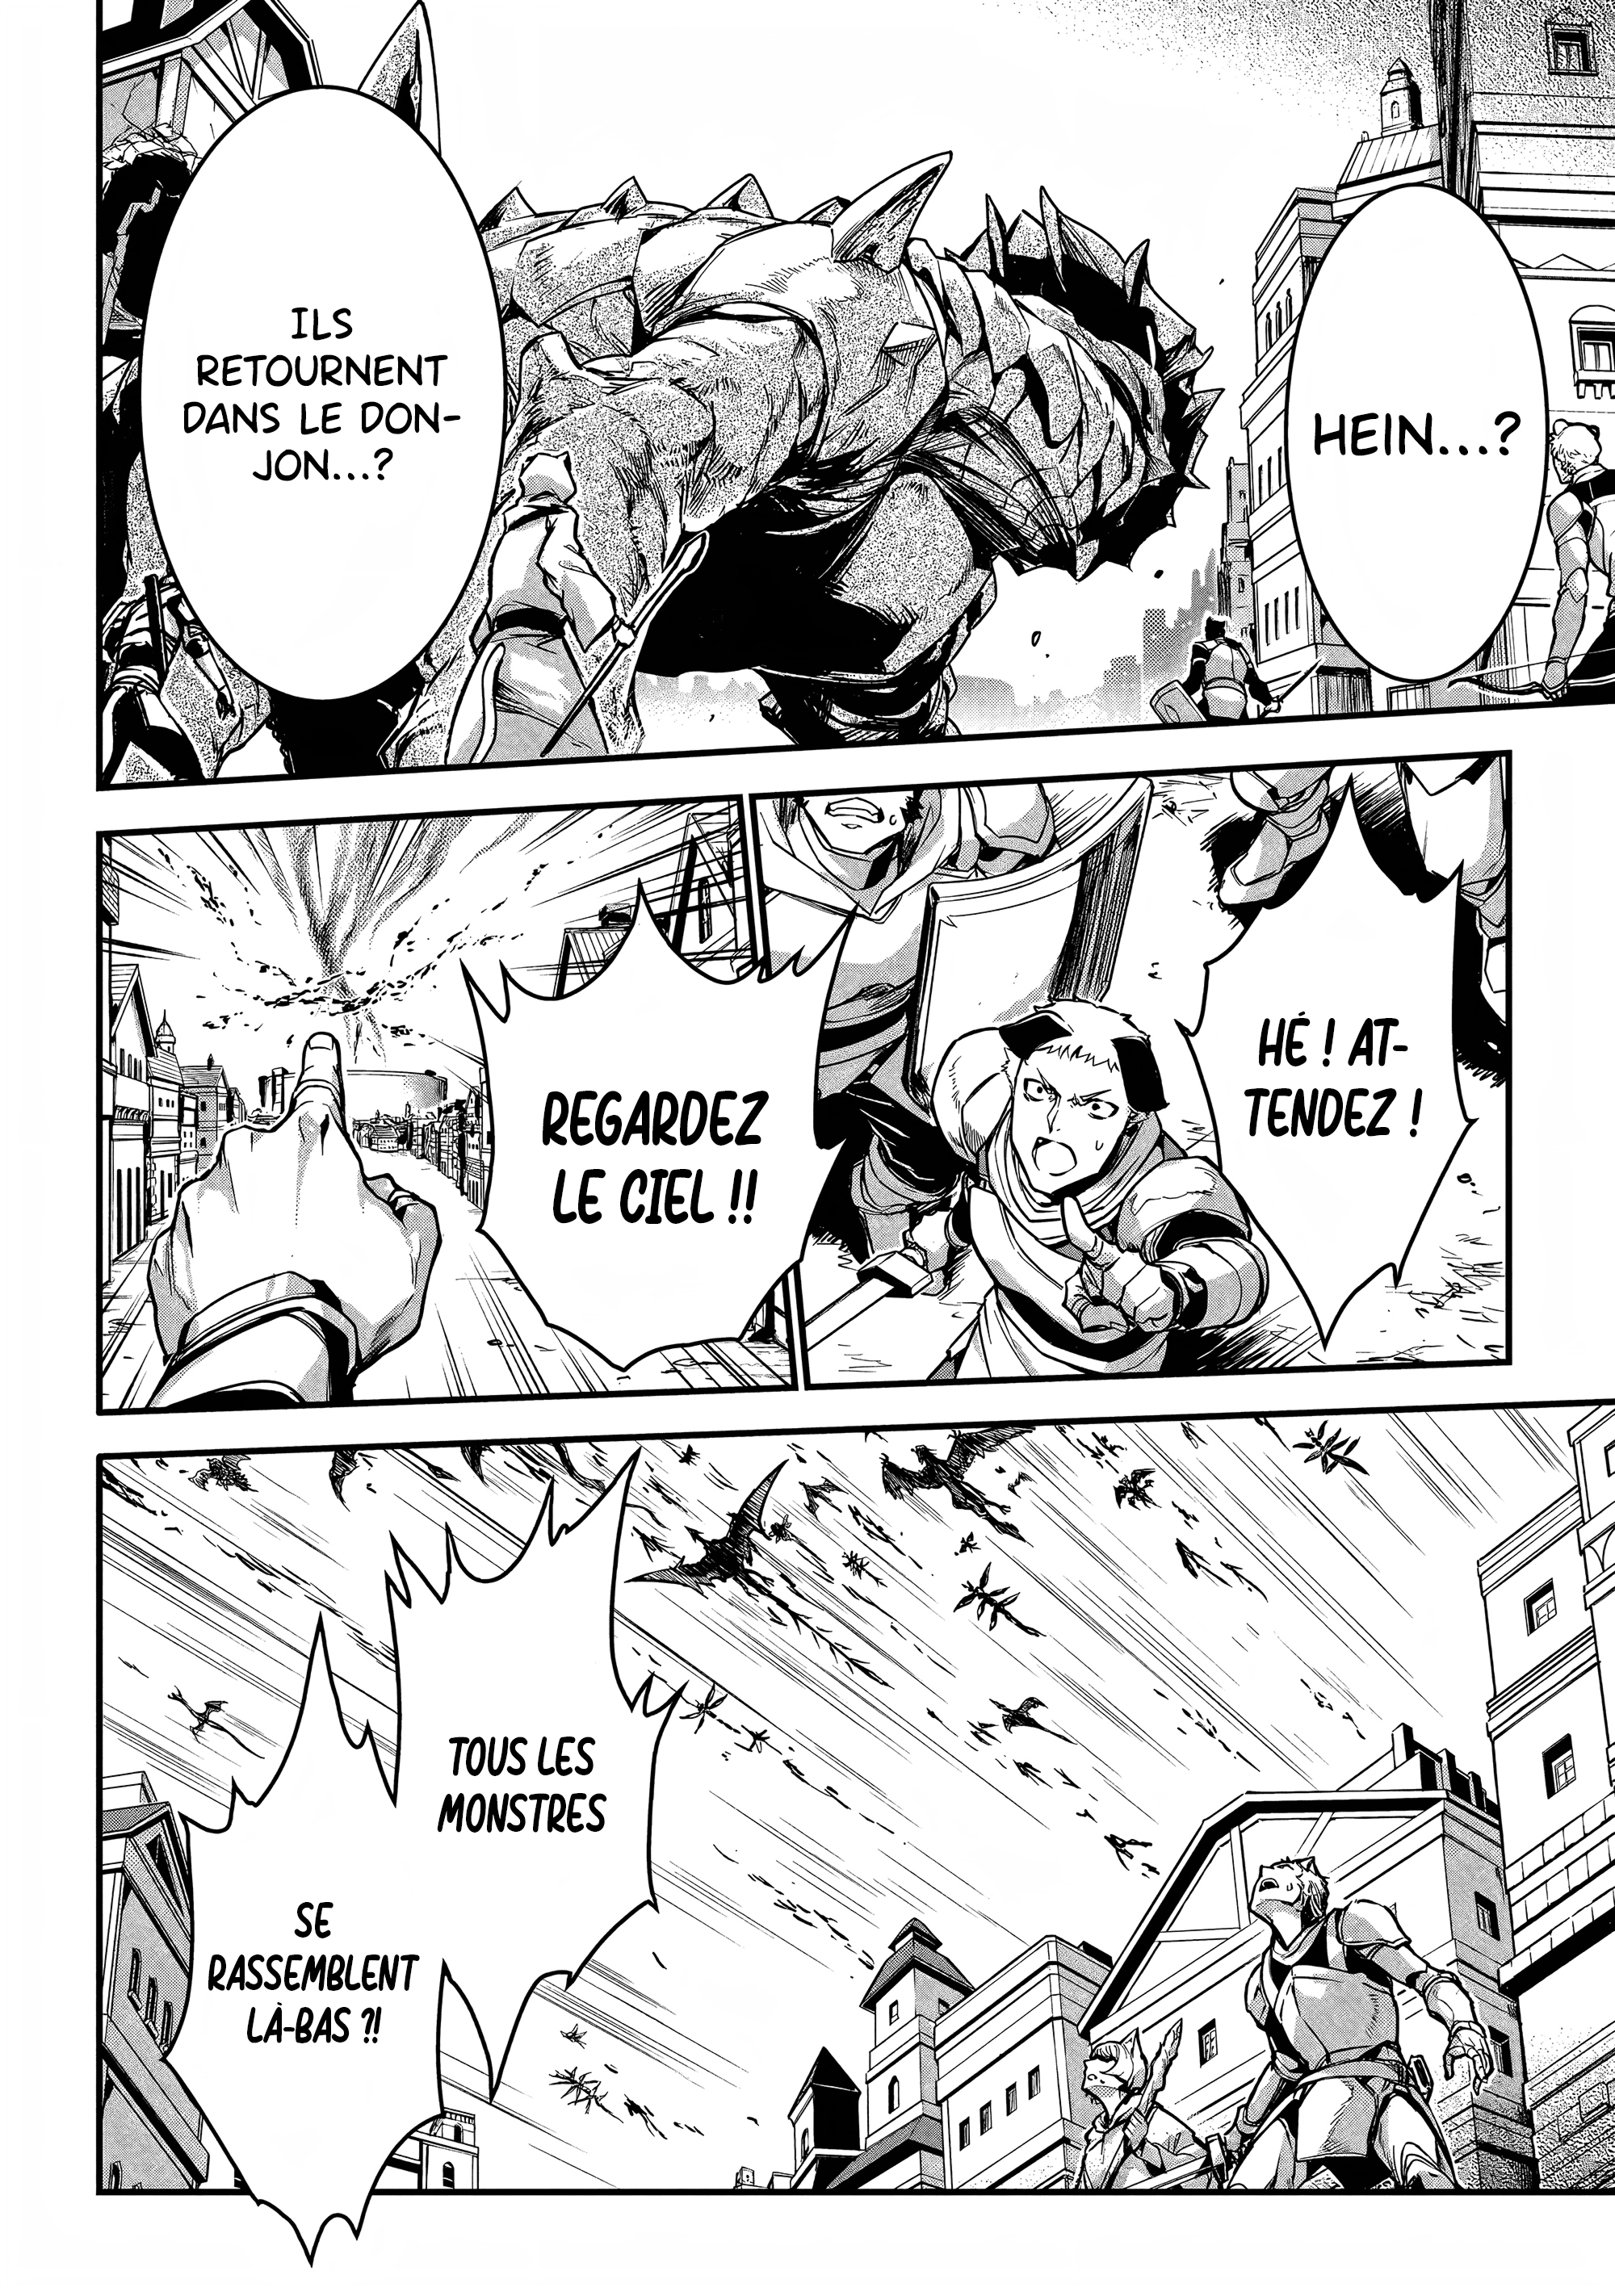 HEIN...?
ILS
RETOURNENT
DANS LE DON-
JON...?
HÉ ! AT-
TENDEZ !
REGARDEZ
LE CIEL !!
TOUS LES
MONSTRES
SE
RASSEMBLENT
LÀ-BAS ?!